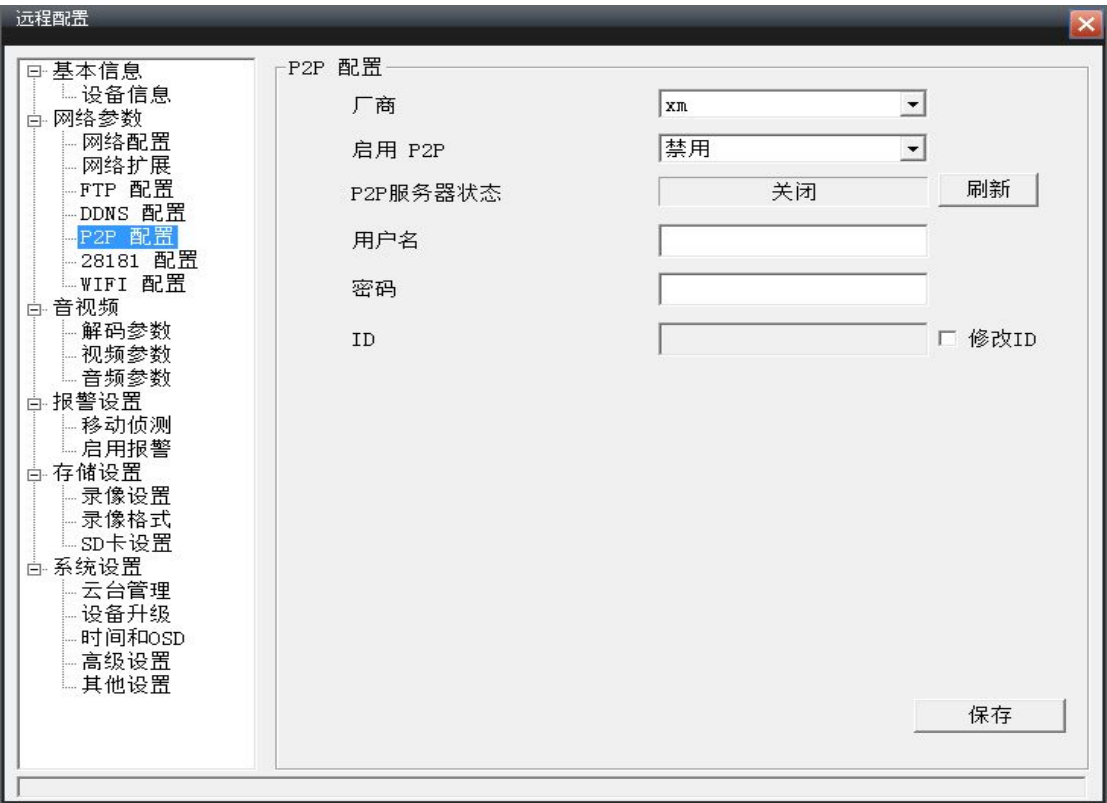 远程配置
基本信息
设备信息
网络参数
网络配置
网络扩展
FTP 配置
DDNS 配置
P2P 配置
28181 配置
WIFI 配置
音视频
解码参数
视频参数
音频参数
报警设置
移动侦测
启用报警
存储设置
录像设置
录像格式
SD卡设置
系统设置
云台管理
设备升级
时间和OSD
高级设置
其他设置
P2P 配置
厂商 xm
启用 P2P 禁用
P2P服务器状态 关闭 刷新
用户名
密码
ID 修改ID
保存